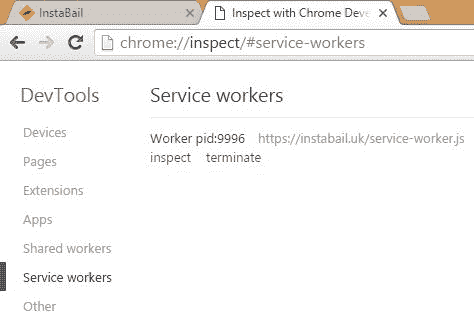 InstaBail
Inspect with Chrome Deve
chrome://inspect/#service-workers
DevTools
Service workers
Devices
Worker pid:9996 https://instabail.uk/service-worker.js
inspect terminate
Pages
Extensions
Apps
Shared workers
Service workers
Other